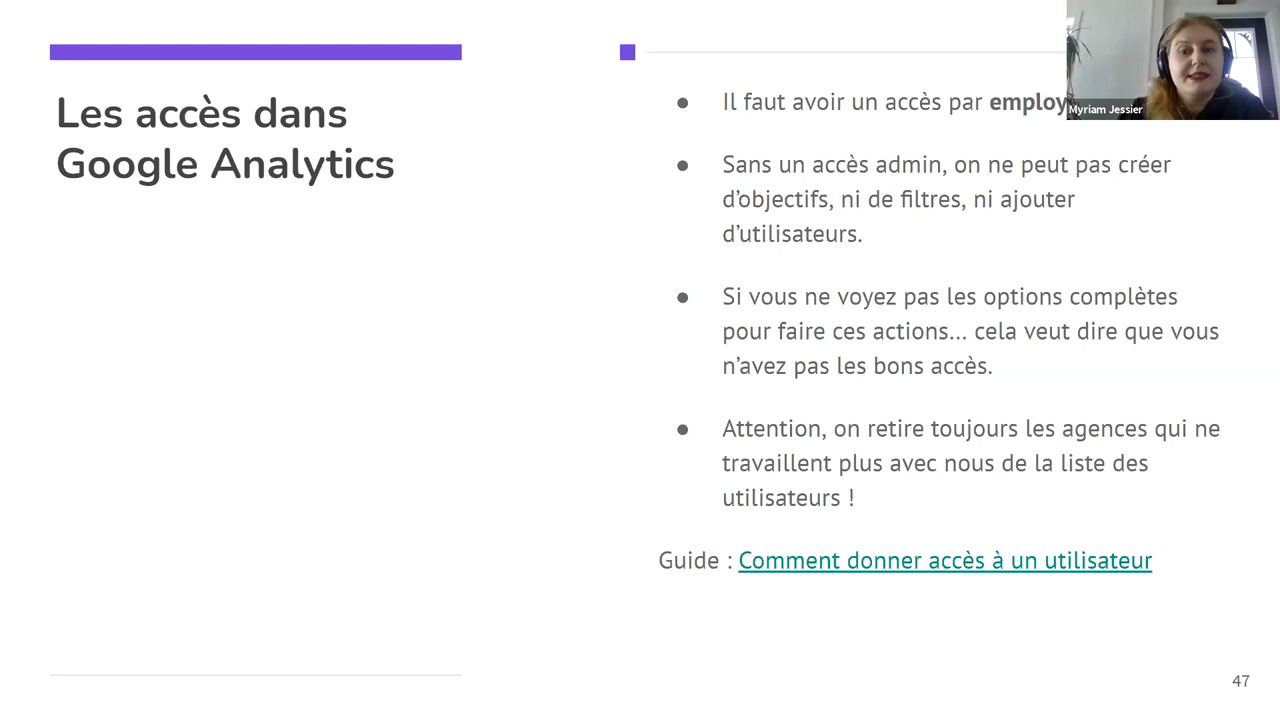 Les accès dans
Google Analytics
● Il faut avoir un accès par
Myriam Jessier
● Sans un accès admin, on ne peut pas créer
d’objectifs, ni de filtres, ni ajouter
d’utilisateurs.
● Si vous ne voyez pas les options complètes
pour faire ces actions... cela veut dire que vous
n’avez pas les bons accès.
● Attention, on retire toujours les agences qui ne
travaillent plus avec nous de la liste des
utilisateurs !
Guide : Comment donner accès à un utilisateur
47